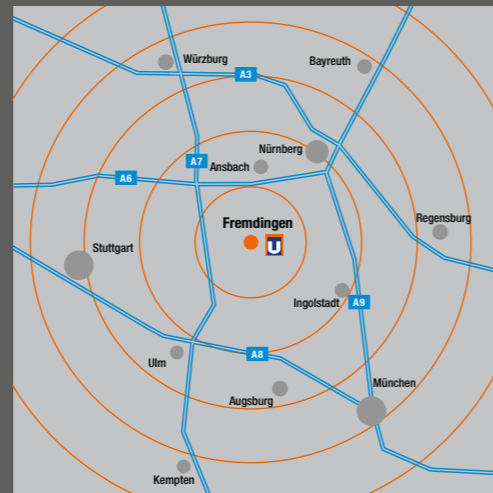 Würzburg
Bayreuth
A3
Nürnberg
A7
Ansbach
A6
Regensburg
Fremdingen
U
Stuttgart
Ingolstadt
A9
A8
Ulm
München
Augsburg
Kempten